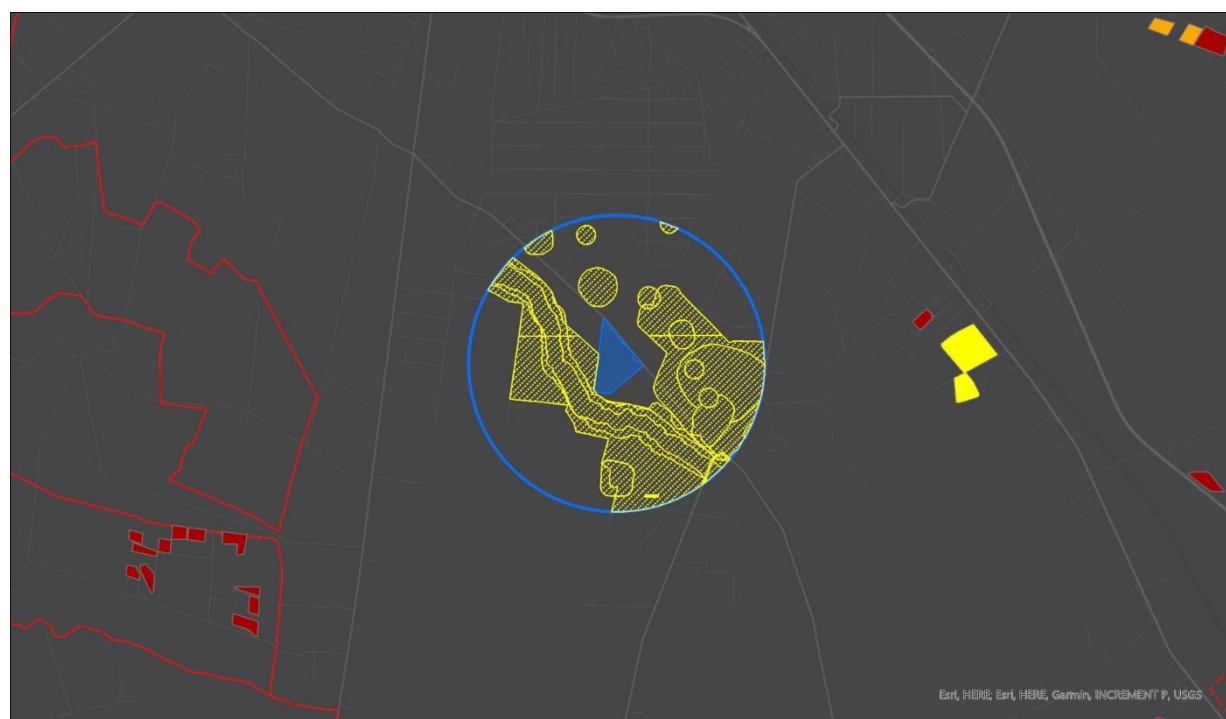 Esri, HERE, Esri, HERE, Garmin, INCREMENT P, USGS